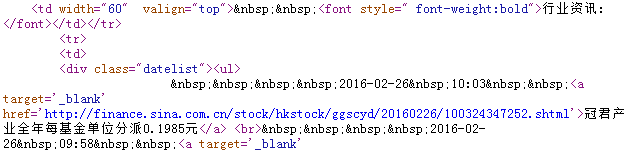 <td width="60"  valign="top">&nbsp;&nbsp;<font style=" font-weight:bold">行业资讯:
</font></td></tr>
<tr>
<td>
<div class="datelist"><ul>
&nbsp;&nbsp;&nbsp;&nbsp;2016-02-26&nbsp;10:03&nbsp;&nbsp;<a
target='_blank'
href='http://finance.sina.com.cn/stock/hkstock/ggscyd/20160226/100324347252.shtml'>冠君产
业全年每基金单位分派0.1985元</a> <br>&nbsp;&nbsp;&nbsp;&nbsp;2016-02-
26&nbsp;09:58&nbsp;&nbsp;<a target='_blank'